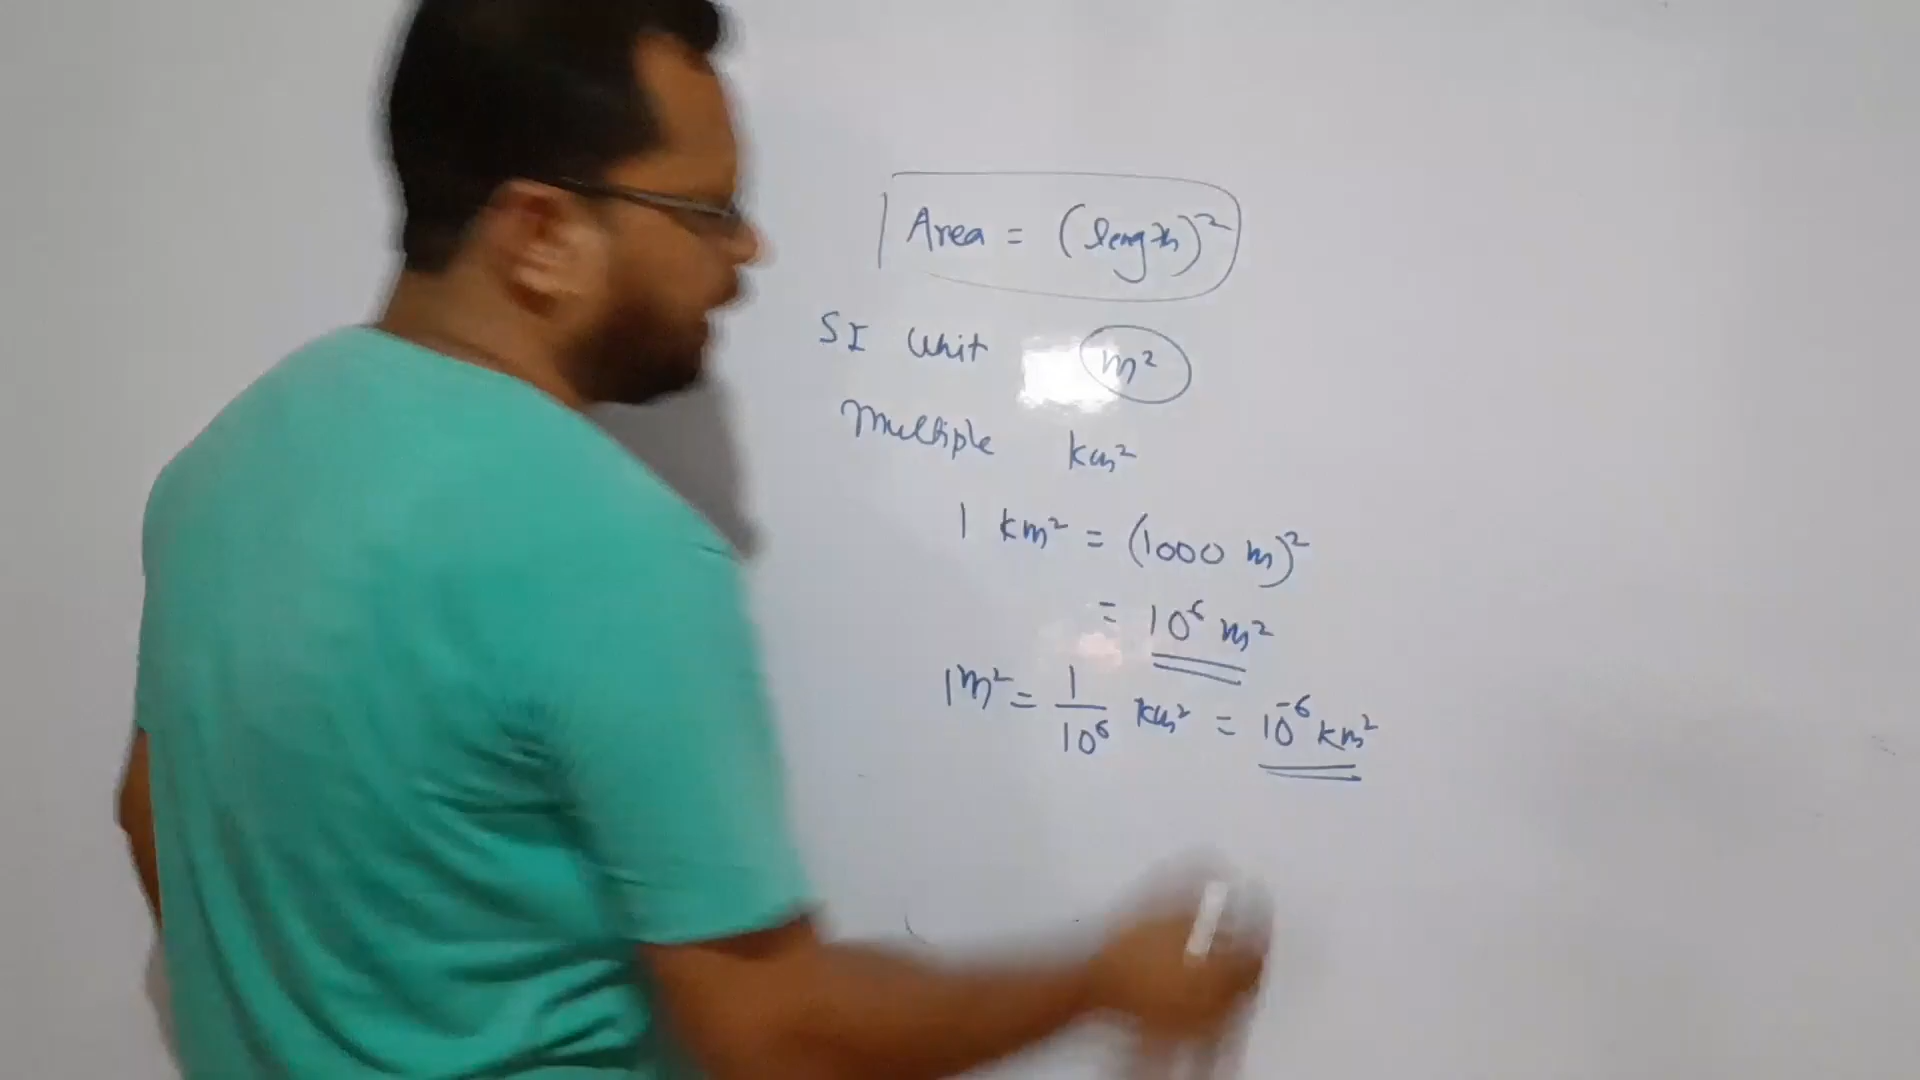 Area = (length)²
SI Unit m²
Multiple km²
1 km² = (1000 m)²
= 10⁶ m²
1m² = 1/10⁶ km² = 10⁻⁶ km²